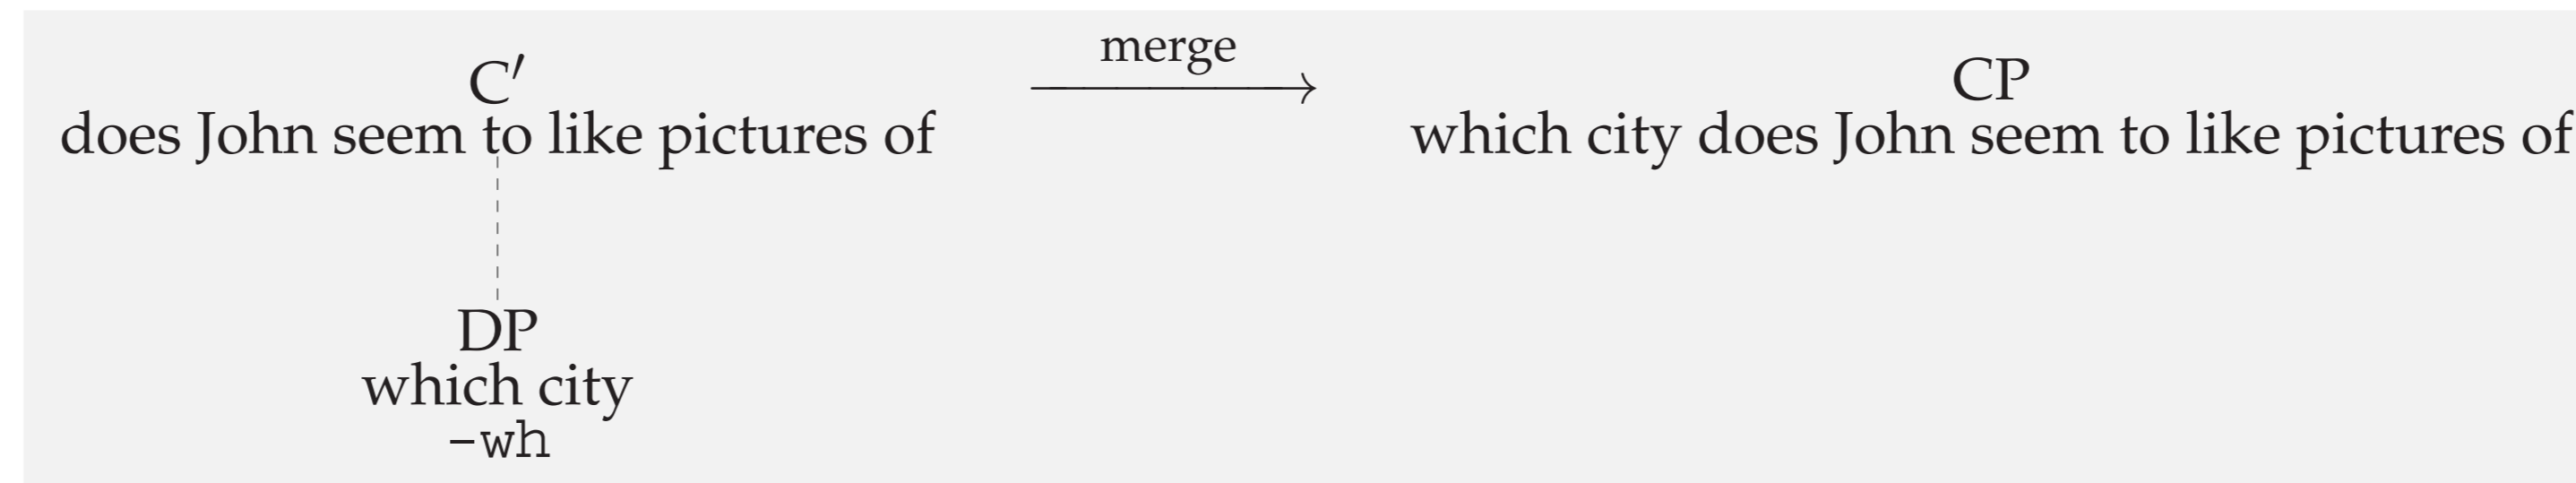 C′
does John seem to like pictures of
DP
which city
-wh
merge
CP
which city does John seem to like pictures of